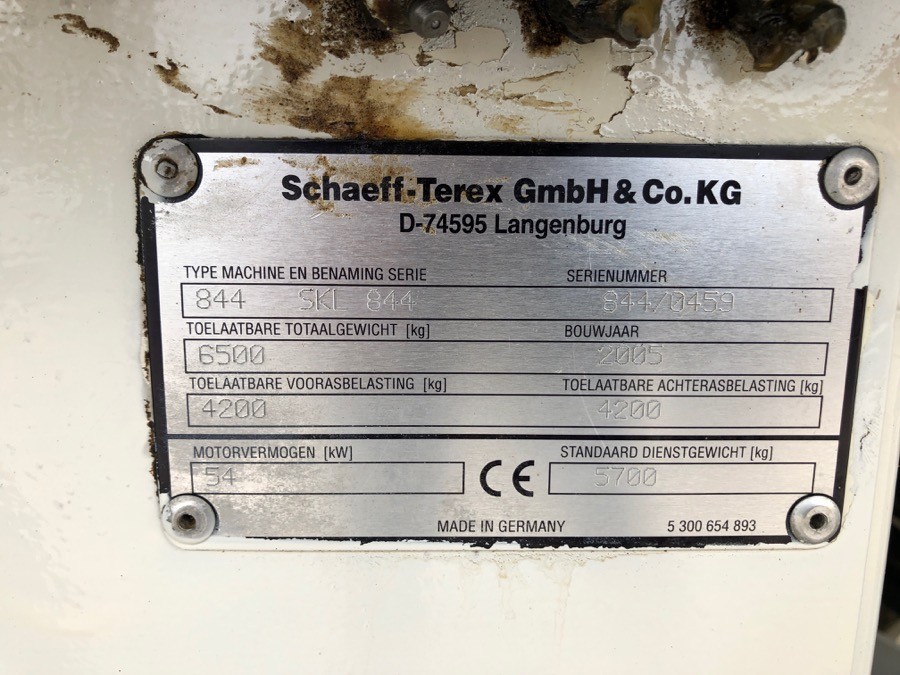 Schaeff-Terex GmbH & Co. KG
D-74595 Langenburg
TYPE MACHINE EN BENAMING SERIE SERIENUMMER
844 SKL 844 844/0459
TOELAATBARE TOTAALGEWICHT [kg] BOUWJAAR
6500 2005
TOELAATBARE VOORASBELASTING [kg] TOELAATBARE ACHTERASBELASTING [kg]
4200 4200
MOTORVERMOGEN [kW] STANDAARD DIENSTGEWICHT [kg]
54 CE 5700
MADE IN GERMANY 5 300 654 893